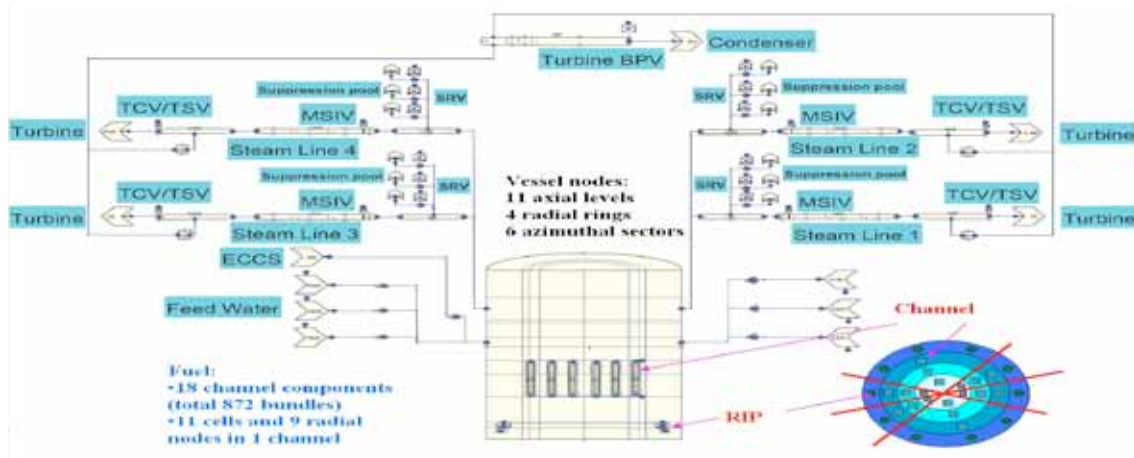 Condenser
Turbine BPV
Suppression pool
SRV
TCV/TSV
MSIV
Turbine
Steam Line 4
Suppression pool
SRV
TCV/TSV
MSIV
Turbine
Steam Line 3
Suppression pool
SRV
MSIV
TCV/TSV
Turbine
Steam Line 2
Suppression pool
SRV
MSIV
TCV/TSV
Turbine
Steam Line 1
Vessel nodes:
11 axial levels
4 radial rings
6 azimuthal sectors
ECCS
Feed Water
Channel
RIP
Fuel:
•18 channel components
(total 872 bundles)
•11 cells and 9 radial
nodes in 1 channel